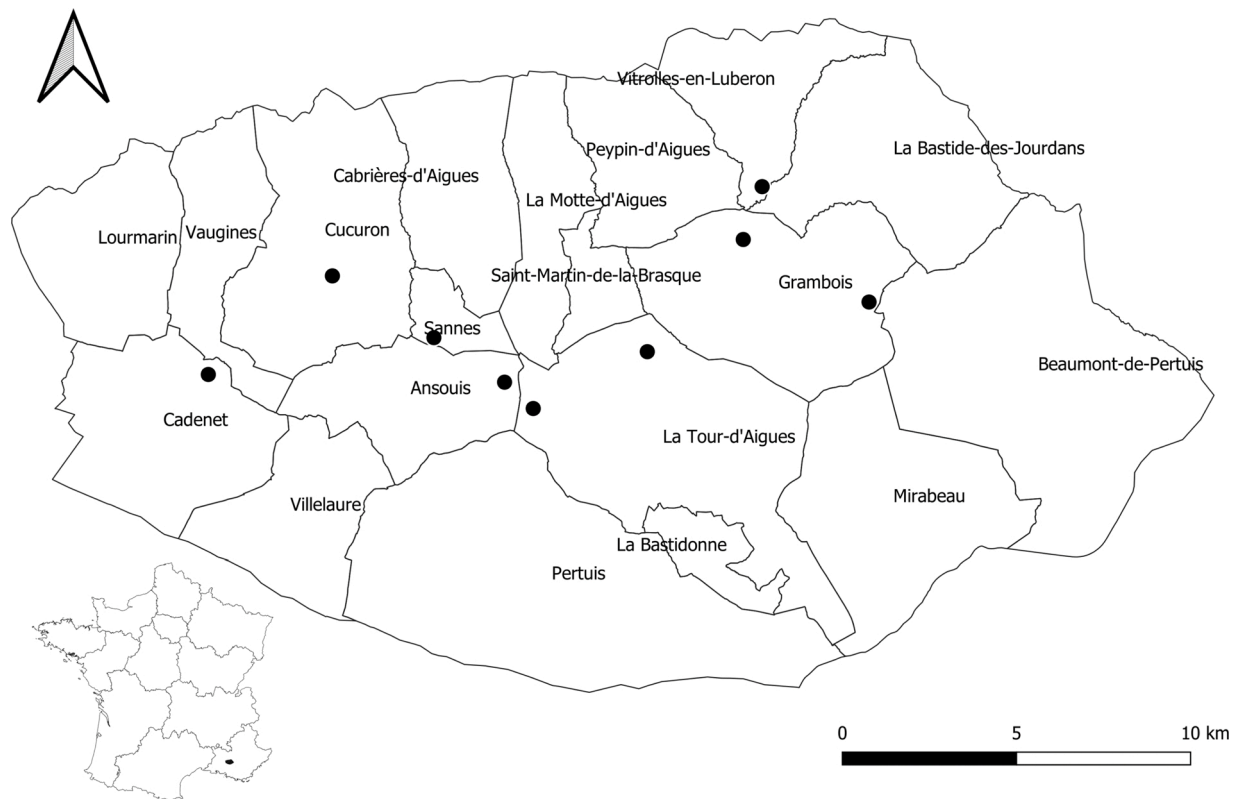 Vitrolles-en-Luberon
Peypin-d'Aigues
La Bastide-des-Jourdans
Cabrières-d'Aigues
La Motte-d'Aigues
Lourmarin
Vaugines
Cucuron
Saint-Martin-de-la-Brasque
Grambois
Sannes
Beaumont-de-Pertuis
Ansouis
Cadenet
La Tour-d'Aigues
Mirabeau
Villelaure
La Bastidonne
Pertuis
0 5 10 km